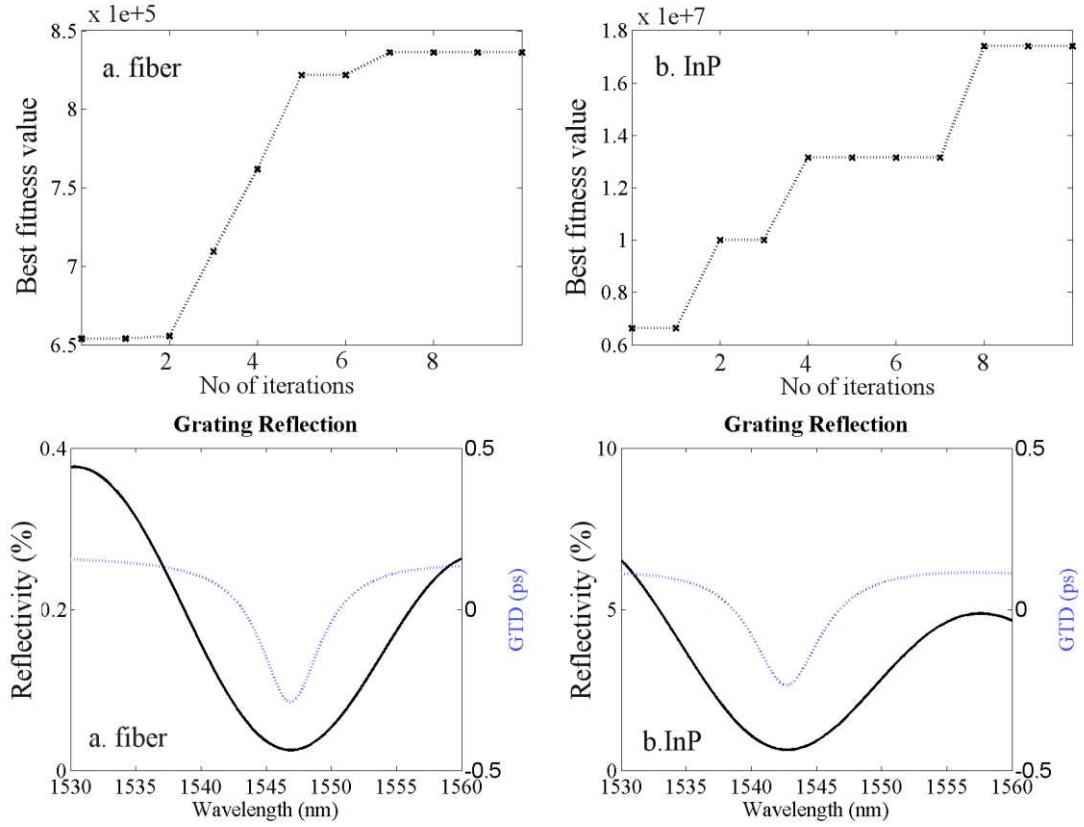 x 1e+5
8.5
8
7.5
7
6.5
Best fitness value
a. fiber
2 4 6 8
No of iterations
x 1e+7
1.8
1.4
1.2
1
0.8
0.6
Best fitness value
b. InP
2 4 6 8
No of iterations
Grating Reflection
0.4
0.2
0
Reflectivity (%)
0.5
0
-0.5
GTD (ps)
a. fiber
1530 1535 1540 1545 1550 1555 1560
Wavelength (nm)
Grating Reflection
10
5
0
Reflectivity (%)
0.5
0
-0.5
GTD (ps)
b.InP
1530 1535 1540 1545 1550 1555 1560
Wavelength (nm)